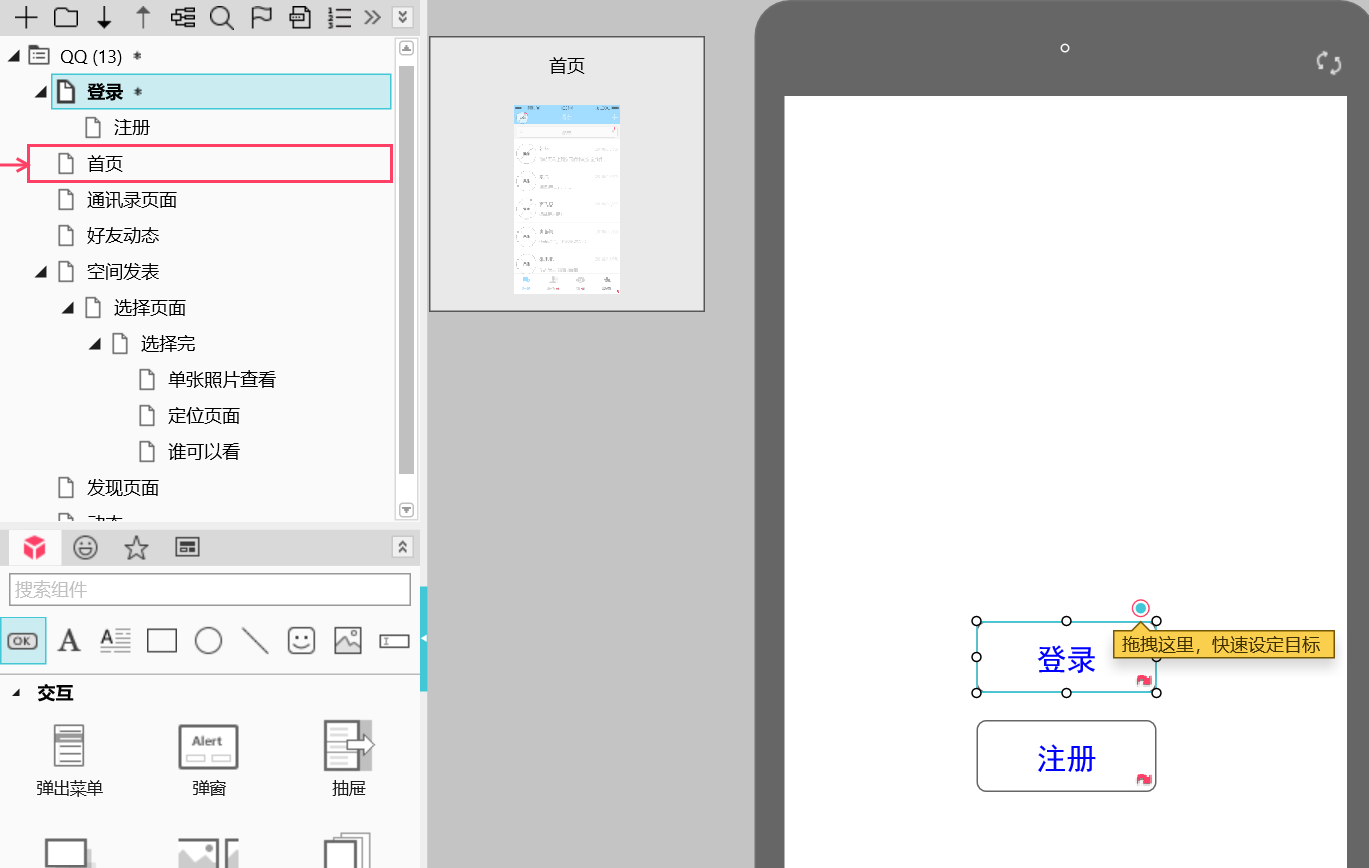 QQ (13) *
登录 *
注册
首页
通讯录页面
好友动态
空间发表
选择页面
选择完
单张照片查看
定位页面
谁可以看
发现页面
动态
搜索组件
OK
A
A
交互
Alert
弹出菜单
弹窗
抽屉
首页
登录
拖拽这里，快速设定目标
注册